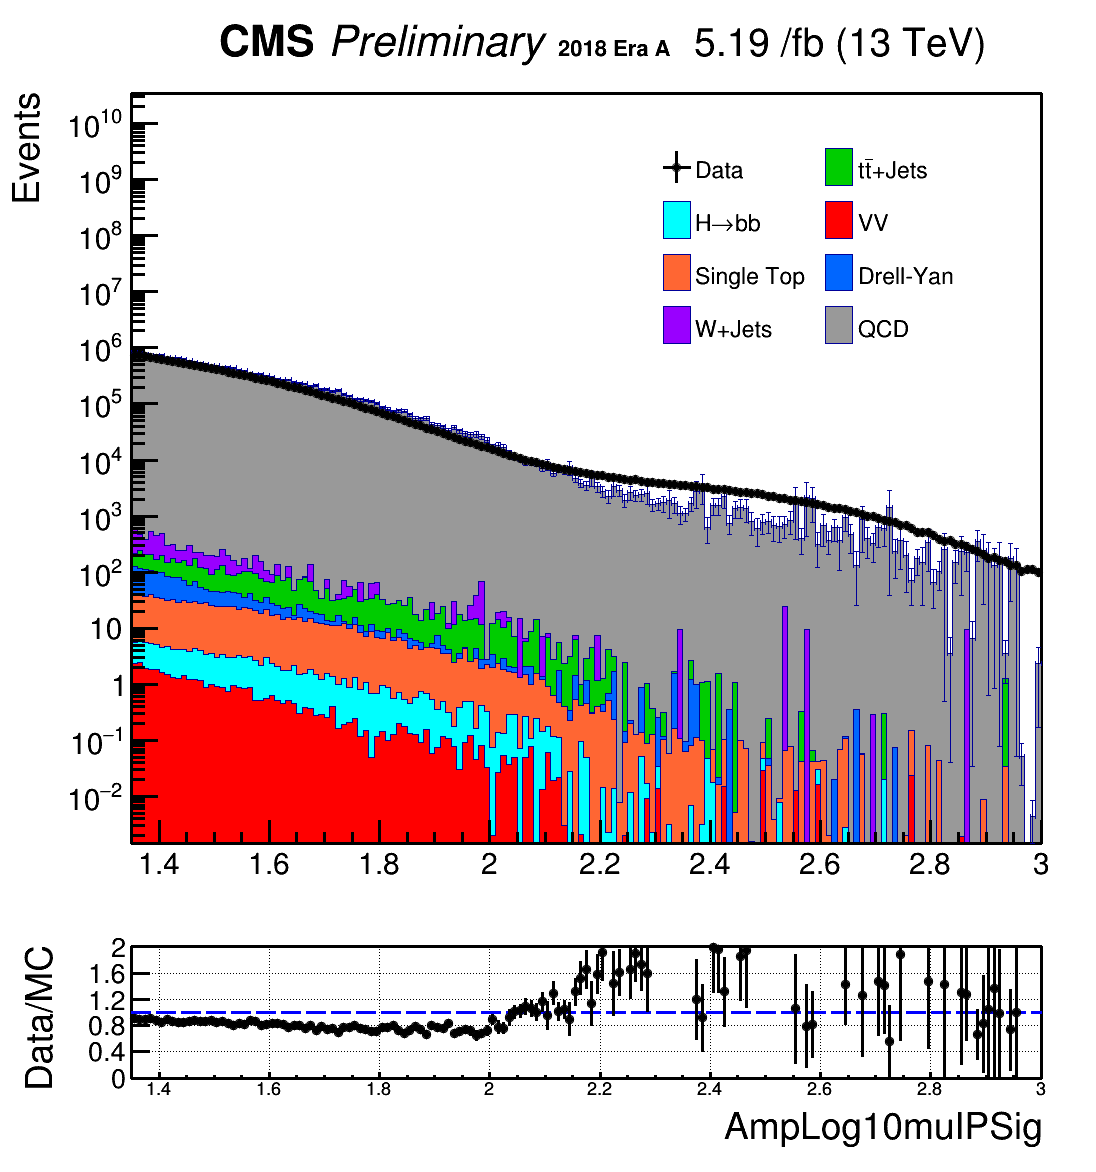 CMS Preliminary 2018 Era A 5.19 /fb (13 TeV)
Events
10^10
10^9
10^8
10^7
10^6
10^5
10^4
10^3
10^2
10
1
10^−1
10^−2
Data
tt̄+Jets
H→bb
VV
Single Top
Drell-Yan
W+Jets
QCD
1.4 1.6 1.8 2 2.2 2.4 2.6 2.8 3
Data/MC
2
1.6
1.2
0.8
0.4
0
1.4 1.6 1.8 2 2.2 2.4 2.6 2.8 3
AmpLog10muIPSig